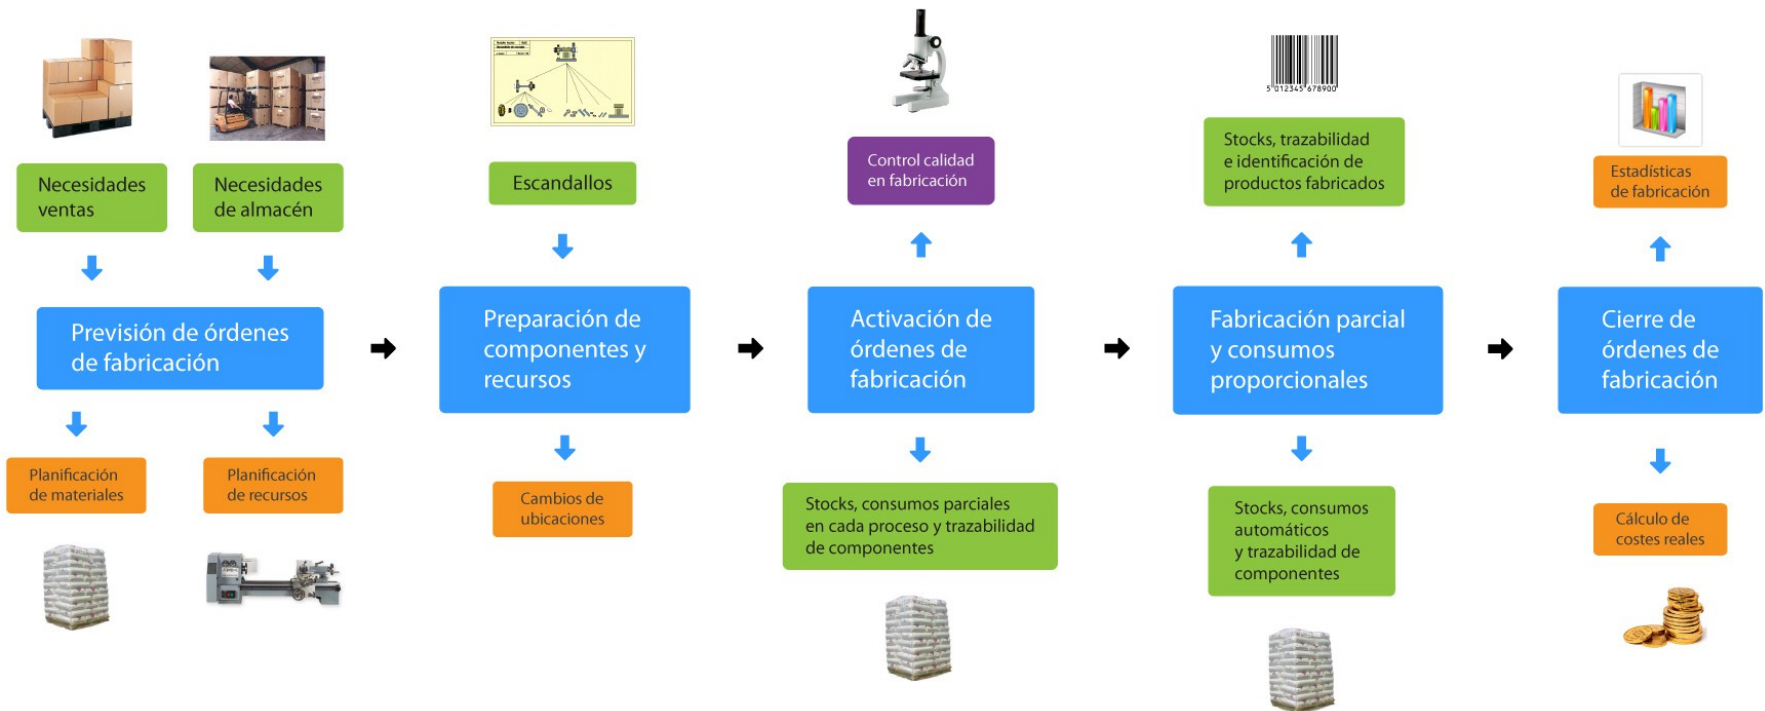 5 012345 678900
Necesidades
ventas
Necesidades
de almacén
Escandallos
Control calidad
en fabricación
Stocks, trazabilidad
e identificación de
productos fabricados
Estadísticas
de fabricación
Previsión de órdenes
de fabricación
Preparación de
componentes y
recursos
Activación de
órdenes de
fabricación
Fabricación parcial
y consumos
proporcionales
Cierre de
órdenes de
fabricación
Planificación
de materiales
Planificación
de recursos
Cambios de
ubicaciones
Stocks, consumos parciales
en cada proceso y trazabilidad
de componentes
Stocks, consumos
automáticos
y trazabilidad de
componentes
Cálculo de
costes reales